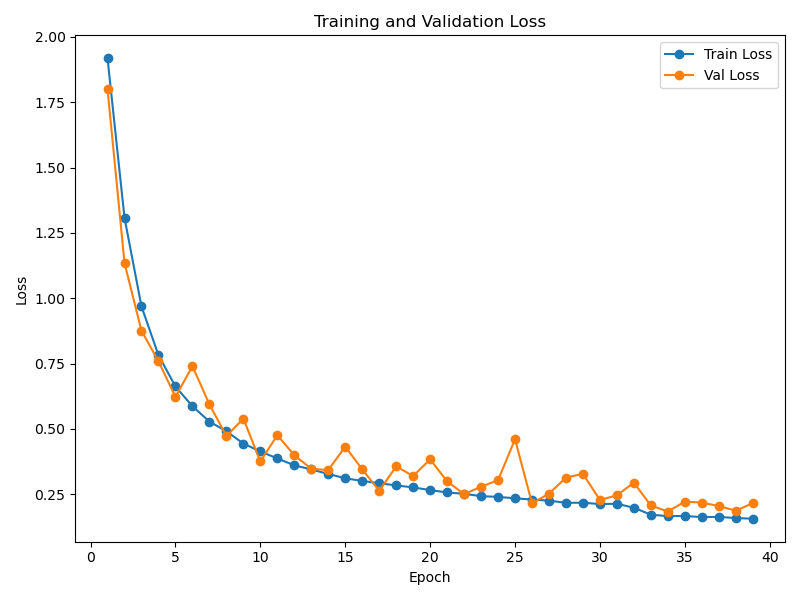 Training and Validation Loss
Train Loss
Val Loss
2.00
1.75
1.50
1.25
1.00
0.75
0.50
0.25
Loss
0 5 10 15 20 25 30 35 40
Epoch